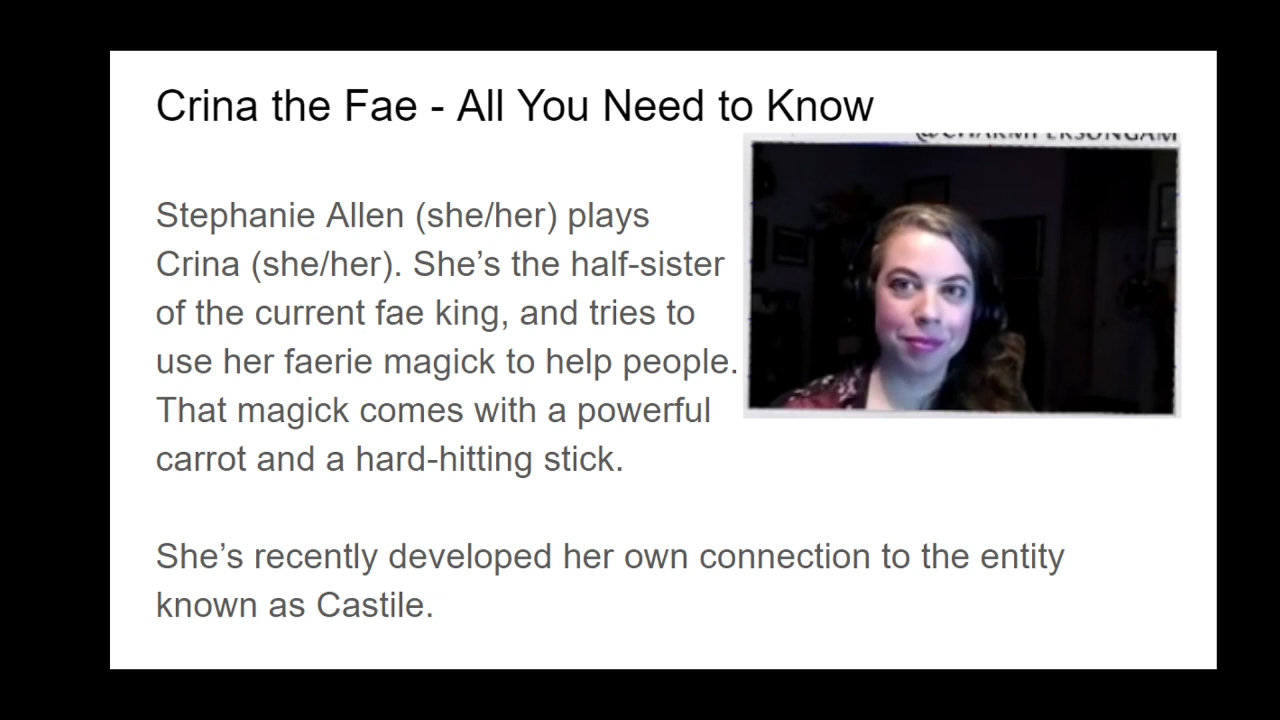 Crina the Fae - All You Need to Know
Stephanie Allen (she/her) plays
Crina (she/her). She’s the half-sister
of the current fae king, and tries to
use her faerie magick to help people.
That magick comes with a powerful
carrot and a hard-hitting stick.
She’s recently developed her own connection to the entity
known as Castile.